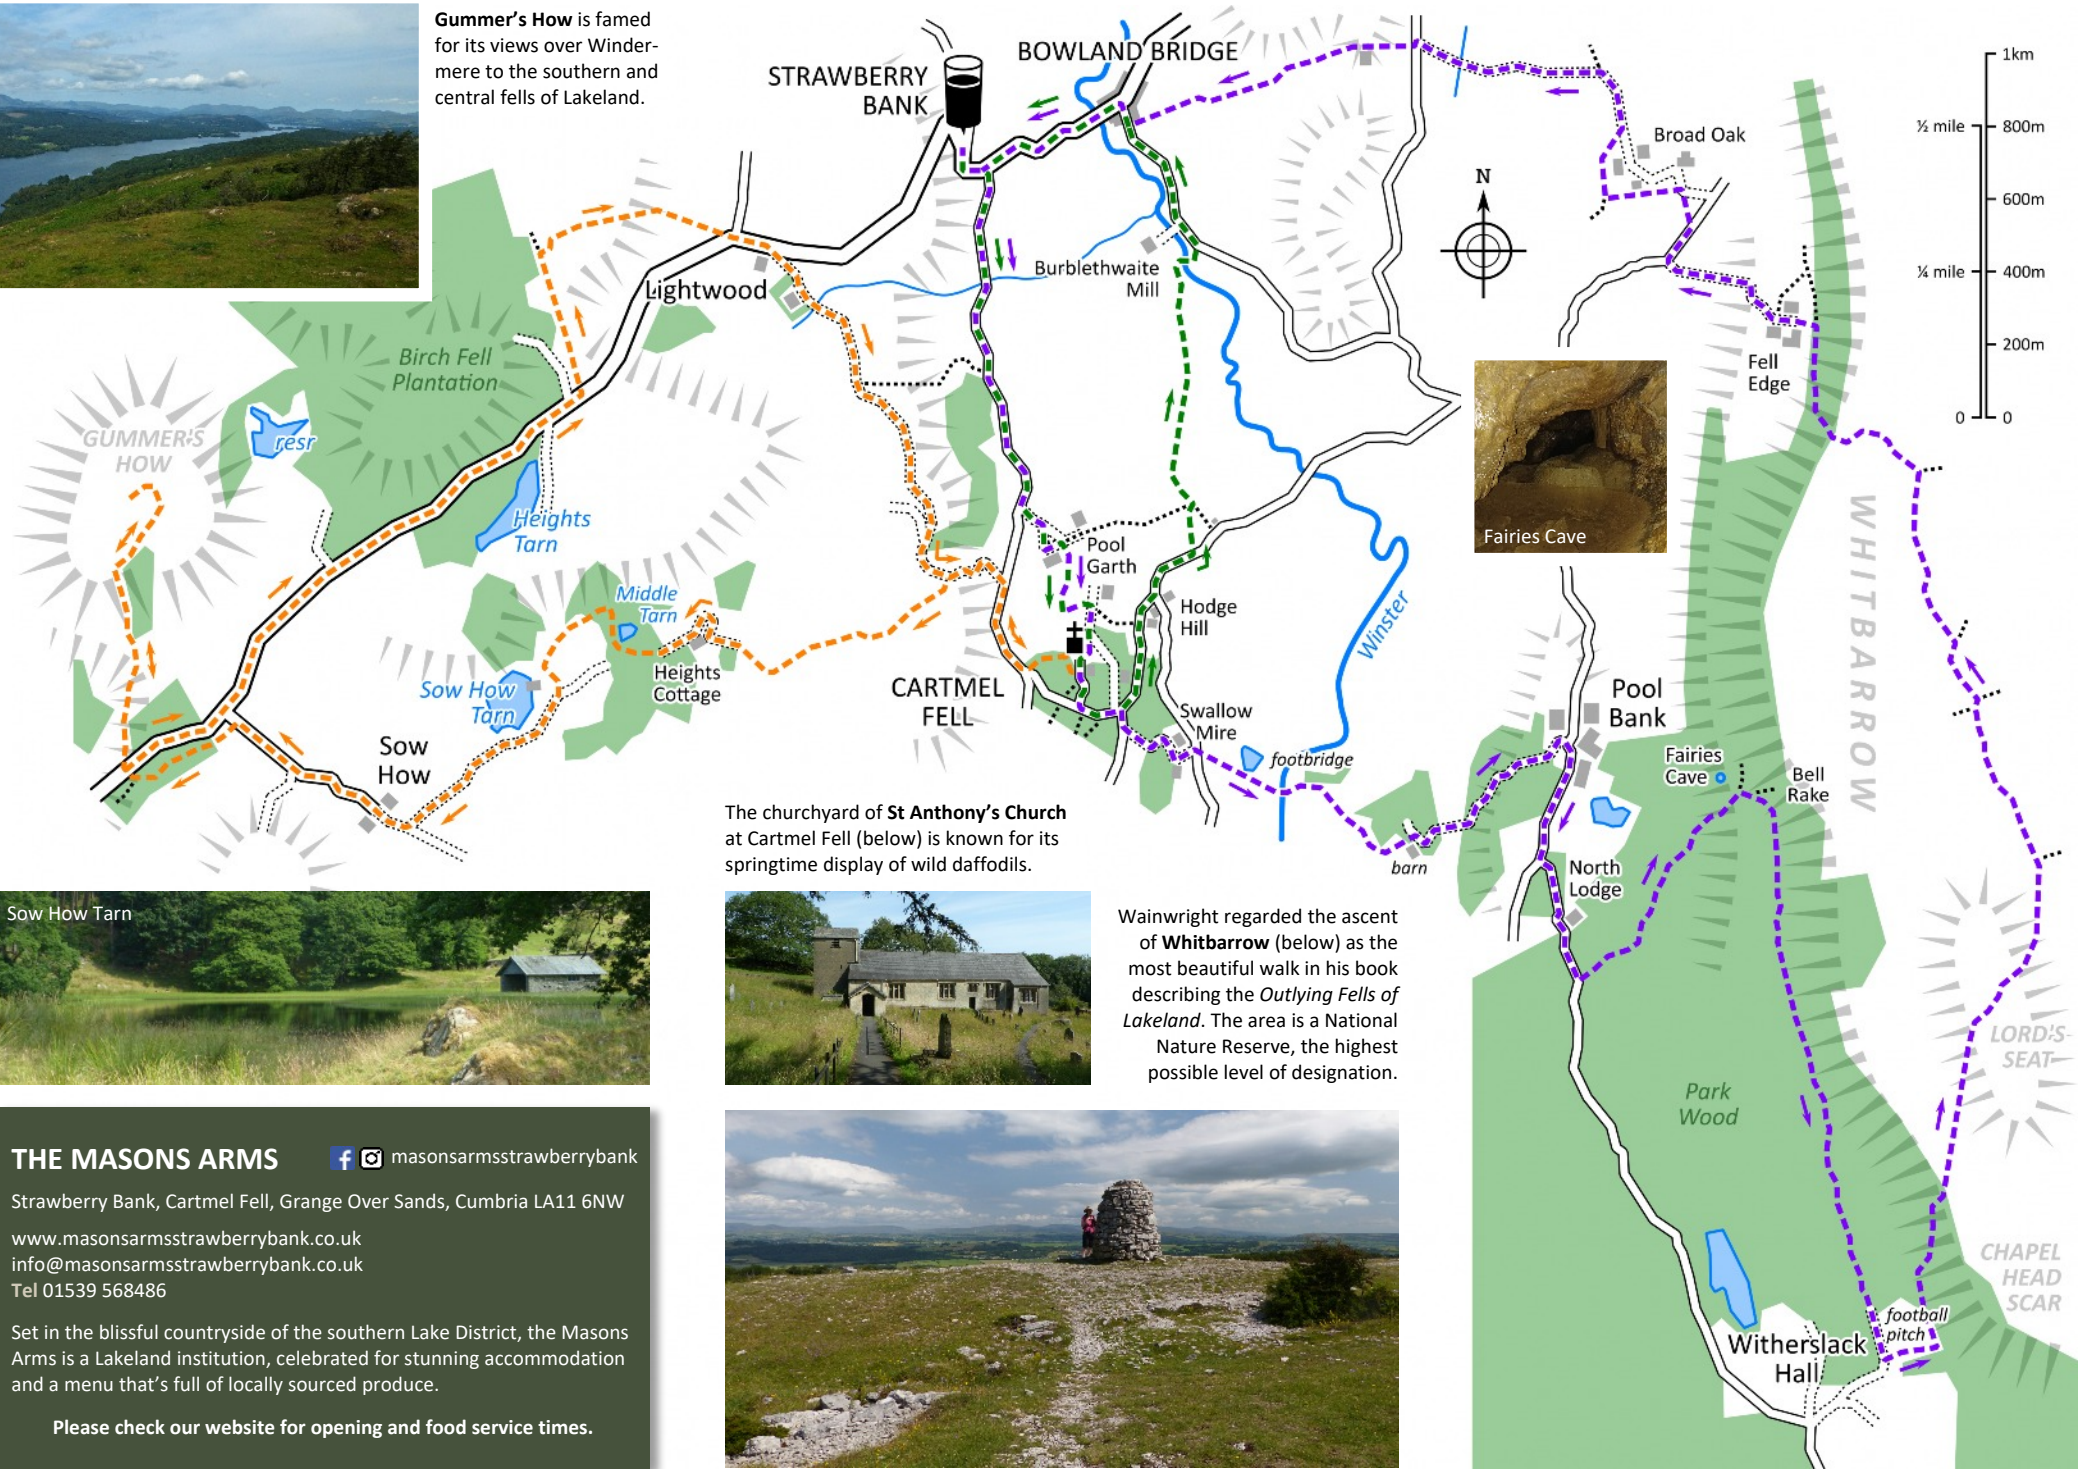 Gummer's How is famed
for its views over Winder-
mere to the southern and
central fells of Lakeland.
STRAWBERRY
BANK
BOWLAND BRIDGE
1km
½ mile
800m
600m
¼ mile
400m
200m
0
0
N
Broad Oak
Burblethwaite
Mill
Lightwood
Fell
Edge
Birch Fell
Plantation
GUMMER'S
HOW
resr
Heights
Tarn
Fairies Cave
WHITBARROW
Pool
Garth
Middle
Tarn
Hodge
Hill
Winster
Heights
Cottage
Sow How
Tarn
CARTMEL
FELL
Swallow
Mire
Pool
Bank
Sow
How
footbridge
Fairies
Cave
Bell
Rake
barn
North
Lodge
The churchyard of St Anthony's Church
at Cartmel Fell (below) is known for its
springtime display of wild daffodils.
Sow How Tarn
Wainwright regarded the ascent
of Whitbarrow (below) as the
most beautiful walk in his book
describing the Outlying Fells of
Lakeland. The area is a National
Nature Reserve, the highest
possible level of designation.
LORD'S
SEAT
Park
Wood
CHAPEL
HEAD
SCAR
football
pitch
Witherslack
Hall
THE MASONS ARMS
masonsarmsstrawberrybank
Strawberry Bank, Cartmel Fell, Grange Over Sands, Cumbria LA11 6NW
www.masonsarmsstrawberrybank.co.uk
info@masonsarmsstrawberrybank.co.uk
Tel 01539 568486
Set in the blissful countryside of the southern Lake District, the Masons
Arms is a Lakeland institution, celebrated for stunning accommodation
and a menu that's full of locally sourced produce.
Please check our website for opening and food service times.